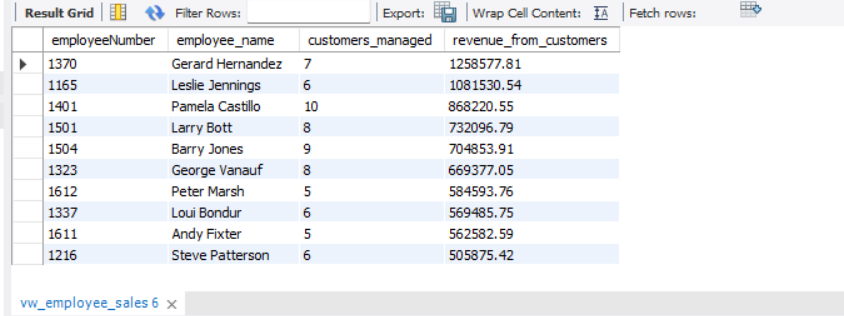 Result Grid Filter Rows: Export: Wrap Cell Content: IA Fetch rows:
employeeNumber employee_name customers_managed revenue_from_customers
1370 Gerard Hernandez 7 1258577.81
1165 Leslie Jennings 6 1081530.54
1401 Pamela Castillo 10 868220.55
1501 Larry Bott 8 732096.79
1504 Barry Jones 9 704853.91
1323 George Vanauf 8 669377.05
1612 Peter Marsh 5 584593.76
1337 Loui Bondur 6 569485.75
1611 Andy Fixter 5 562582.59
1216 Steve Patterson 6 505875.42
vw_employee_sales 6